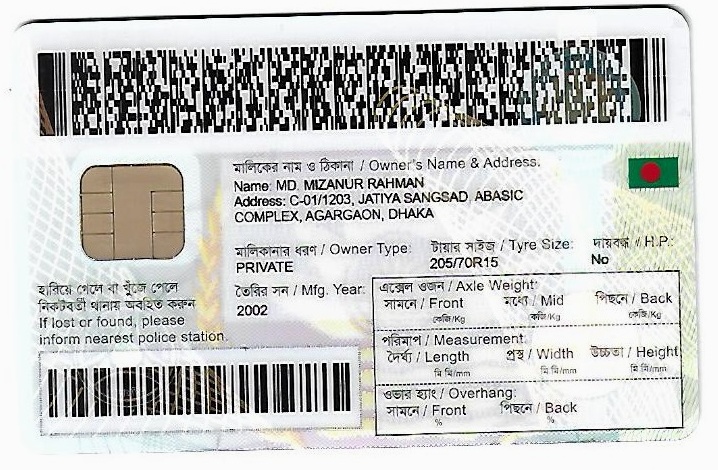 মালিকের নাম ও ঠিকানা / Owner's Name & Address:
Name: MD. MIZANUR RAHMAN
Address: C-01/1203, JATIYA SANGSAD ABASIC
COMPLEX, AGARGAON, DHAKA
মালিকানার ধরণ / Owner Type: টায়ার সাইজ / Tyre Size: দায়বদ্ধ / H.P.:
PRIVATE 205/70R15 No
তৈরির সন / Mfg. Year:
2002
হারিয়ে গেলে বা খুঁজে পেলে
নিকটবর্তী থানায় অবহিত করুন
If lost or found, please
inform nearest police station.
এক্সেল ওজন / Axle Weight:
সামনে / Front মধ্যে / Mid পিছনে / Back
কেজি/Kg কেজি/Kg কেজি/Kg
পরিমাপ / Measurement:
দৈর্ঘ্য / Length প্রস্থ / Width উচ্চতা / Height
মি মি/mm মি মি/mm মি মি/mm
ওভার হ্যাং / Overhang:
সামনে / Front পিছনে / Back
% %